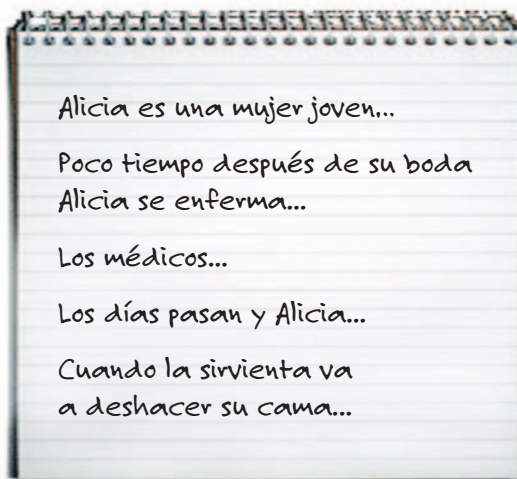 Alicia es una mujer joven...
Poco tiempo después de su boda
Alicia se enferma...
Los médicos...
Los días pasan y Alicia...
Cuando la sirvienta va
a deshacer su cama...